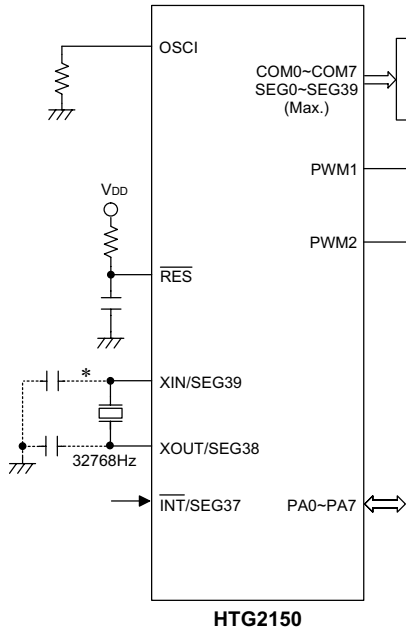 OSCI
COM0~COM7
SEG0~SEG39
(Max.)
PWM1
VDD
PWM2
RES
*
XIN/SEG39
XOUT/SEG38
32768Hz
INT/SEG37
PA0~PA7
HTG2150